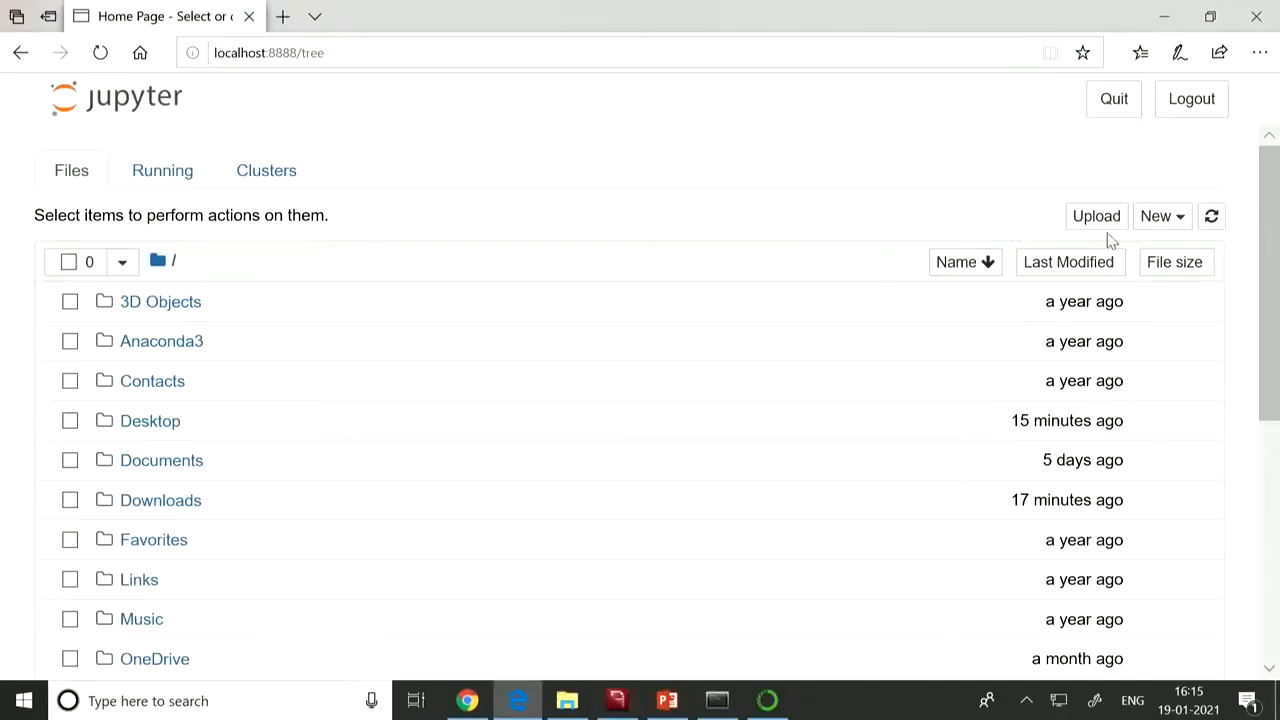 Home Page - Select or c
localhost:8888/tree
jupyter
Quit
Logout
Files
Running
Clusters
Select items to perform actions on them.
Upload
New
0
/
Name
Last Modified
File size
3D Objects
a year ago
Anaconda3
a year ago
Contacts
a year ago
Desktop
15 minutes ago
Documents
5 days ago
Downloads
17 minutes ago
Favorites
a year ago
Links
a year ago
Music
a year ago
OneDrive
a month ago
Type here to search
ENG
16:15
19-01-2021
1